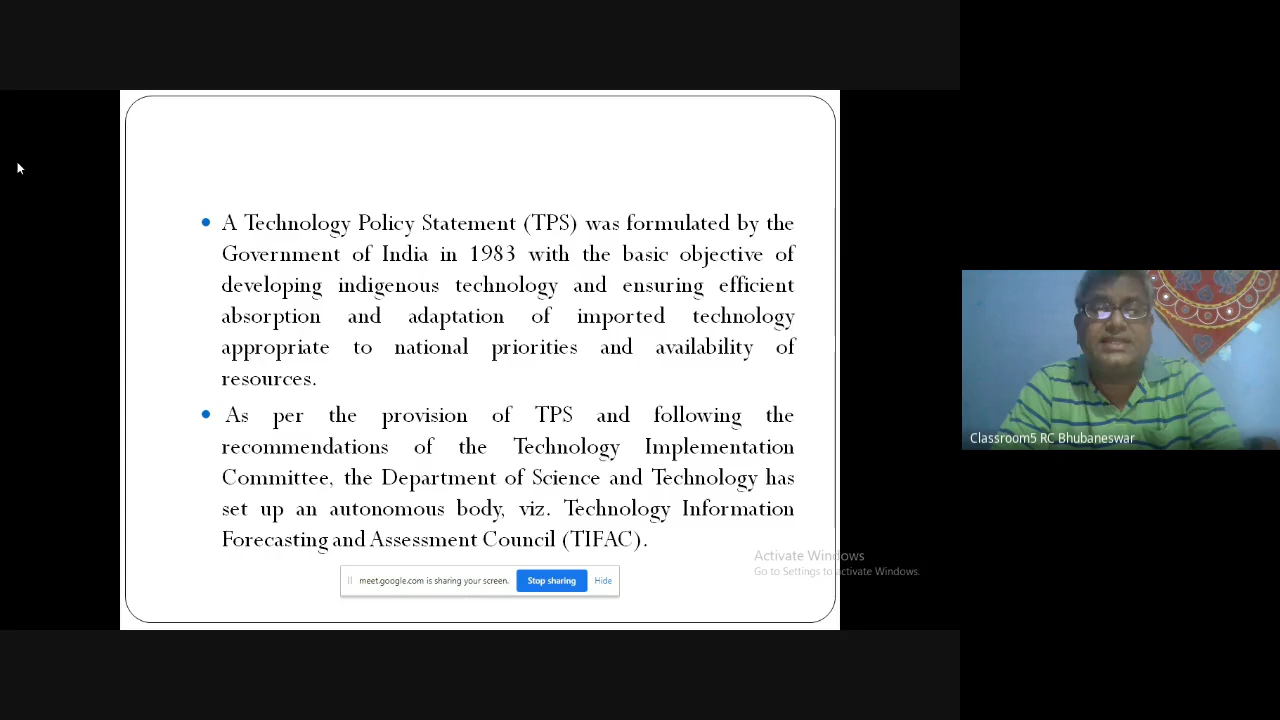 A Technology Policy Statement (TPS) was formulated by the
Government of India in 1983 with the basic objective of
developing indigenous technology and ensuring efficient
absorption and adaptation of imported technology
appropriate to national priorities and availability of
resources.
As per the provision of TPS and following the
recommendations of the Technology Implementation
Committee, the Department of Science and Technology has
set up an autonomous body, viz. Technology Information
Forecasting and Assessment Council (TIFAC).
meet.google.com is sharing your screen. Stop sharing Hide
Activate Windows
Go to Settings to activate Windows.
Classroom5 RC Bhubaneswar